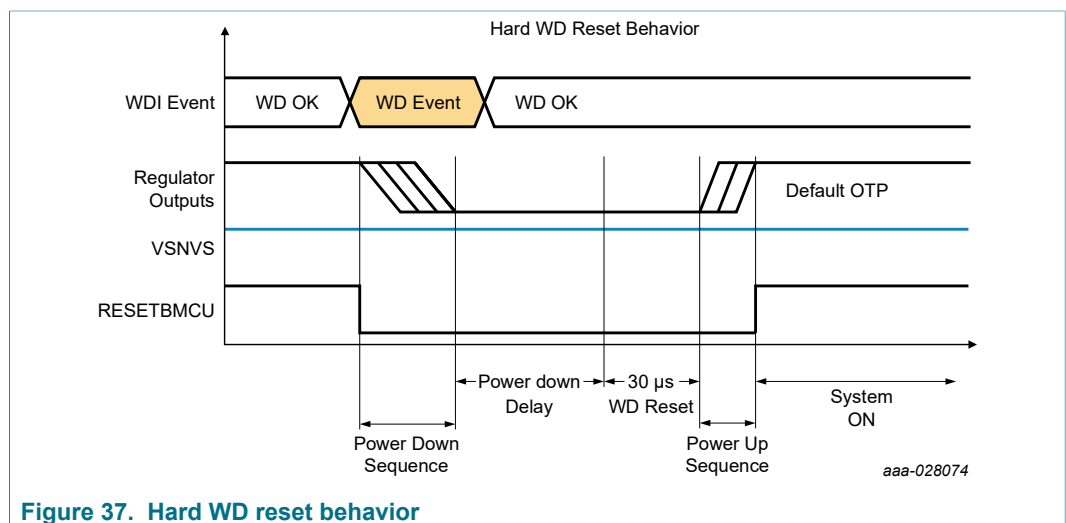 Hard WD Reset Behavior
WDI Event
WD OK
WD Event
WD OK
Regulator
Outputs
Default OTP
VSNVS
RESETBMCU
Power down
Delay
30 µs
WD Reset
System
ON
Power Down
Sequence
Power Up
Sequence
aaa-028074
Figure 37. Hard WD reset behavior